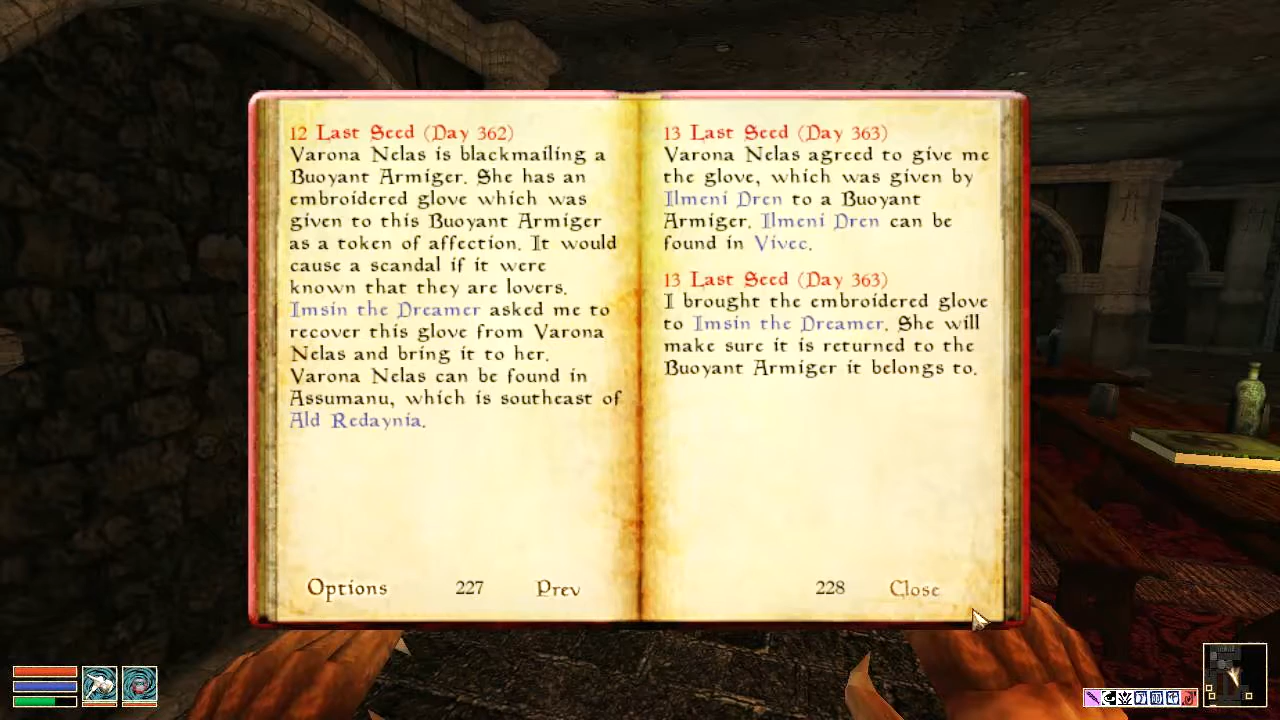 12 Last Seed (Day 362)
Varona Nelas is blackmailing a
Buoyant Armiger. She has an
embroidered glove which was
given to this Buoyant Armiger
as a token of affection. It would
cause a scandal if it were
known that they are lovers.
Imsin the Dreamer asked me to
recover this glove from Varona
Nelas and bring it to her.
Varona Nelas can be found in
Assumanu, which is southeast of
Ald Redaynia.
13 Last Seed (Day 363)
Varona Nelas agreed to give me
the glove, which was given by
Ilmeni Dren to a Buoyant
Armiger. Ilmeni Dren can be
found in Vivec.
13 Last Seed (Day 363)
I brought the embroidered glove
to Imsin the Dreamer. She will
make sure it is returned to the
Buoyant Armiger it belongs to.
Options 227 Prev
228 Close